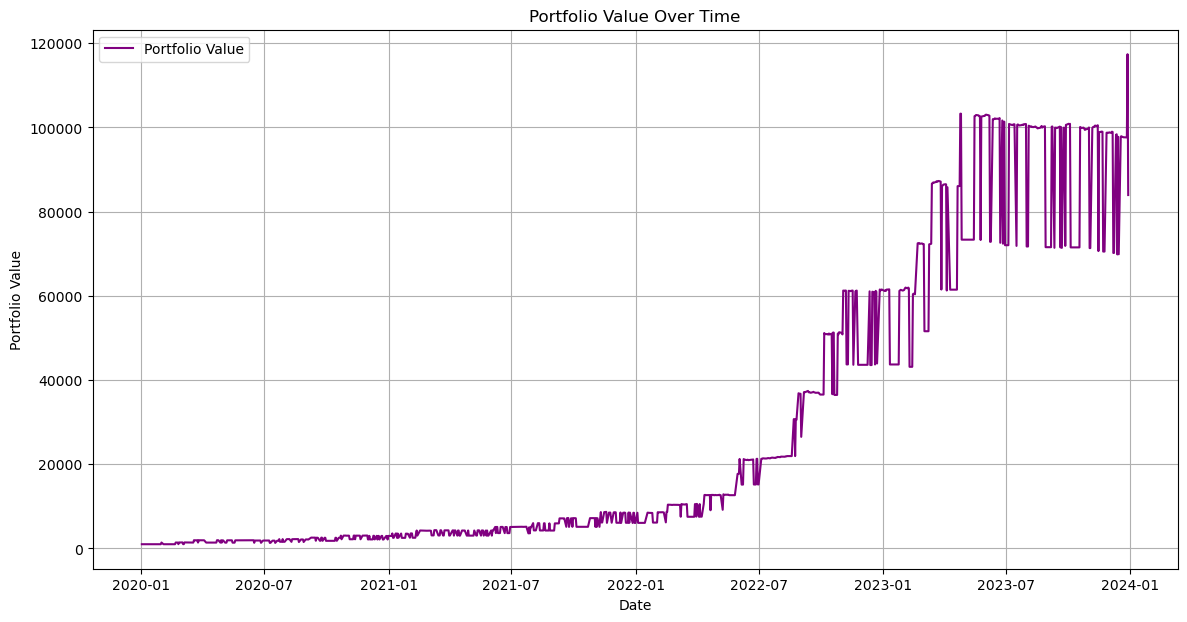 Portfolio Value Over Time
Portfolio Value
120000
100000
80000
60000
40000
20000
0
Portfolio Value
2020-01 2020-07 2021-01 2021-07 2022-01 2022-07 2023-01 2023-07 2024-01
Date